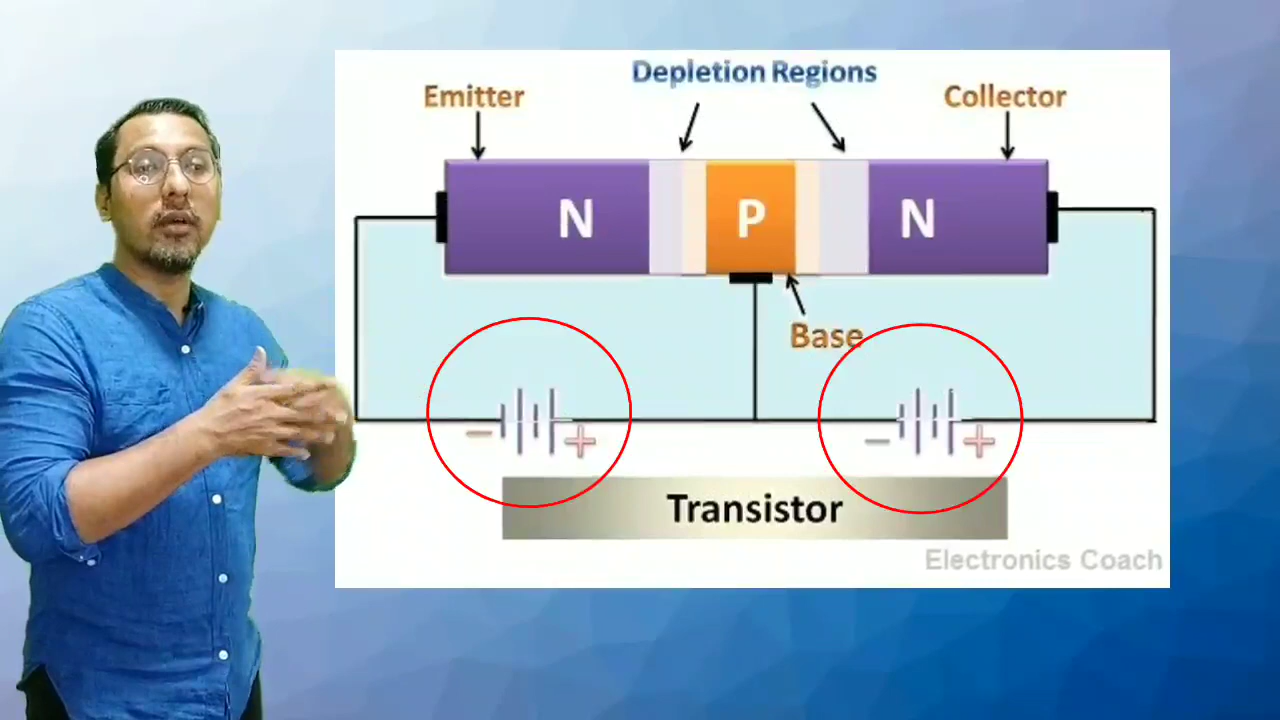 Depletion Regions
Emitter
Collector
N
P
N
Base
− +
− +
Transistor
Electronics Coach